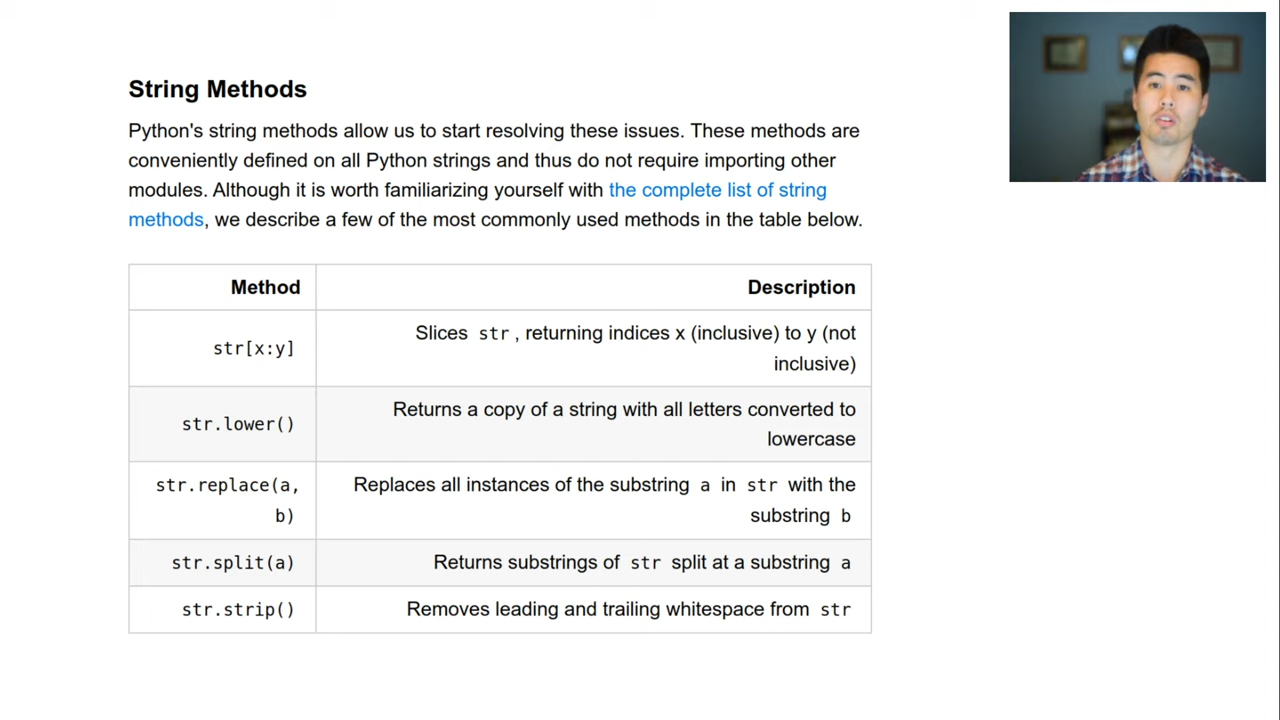 String Methods
Python's string methods allow us to start resolving these issues. These methods are
conveniently defined on all Python strings and thus do not require importing other
modules. Although it is worth familiarizing yourself with the complete list of string
methods, we describe a few of the most commonly used methods in the table below.
Method Description
str[x:y] Slices str, returning indices x (inclusive) to y (not
inclusive)
str.lower() Returns a copy of a string with all letters converted to
lowercase
str.replace(a, Replaces all instances of the substring a in str with the
b) substring b
str.split(a) Returns substrings of str split at a substring a
str.strip() Removes leading and trailing whitespace from str